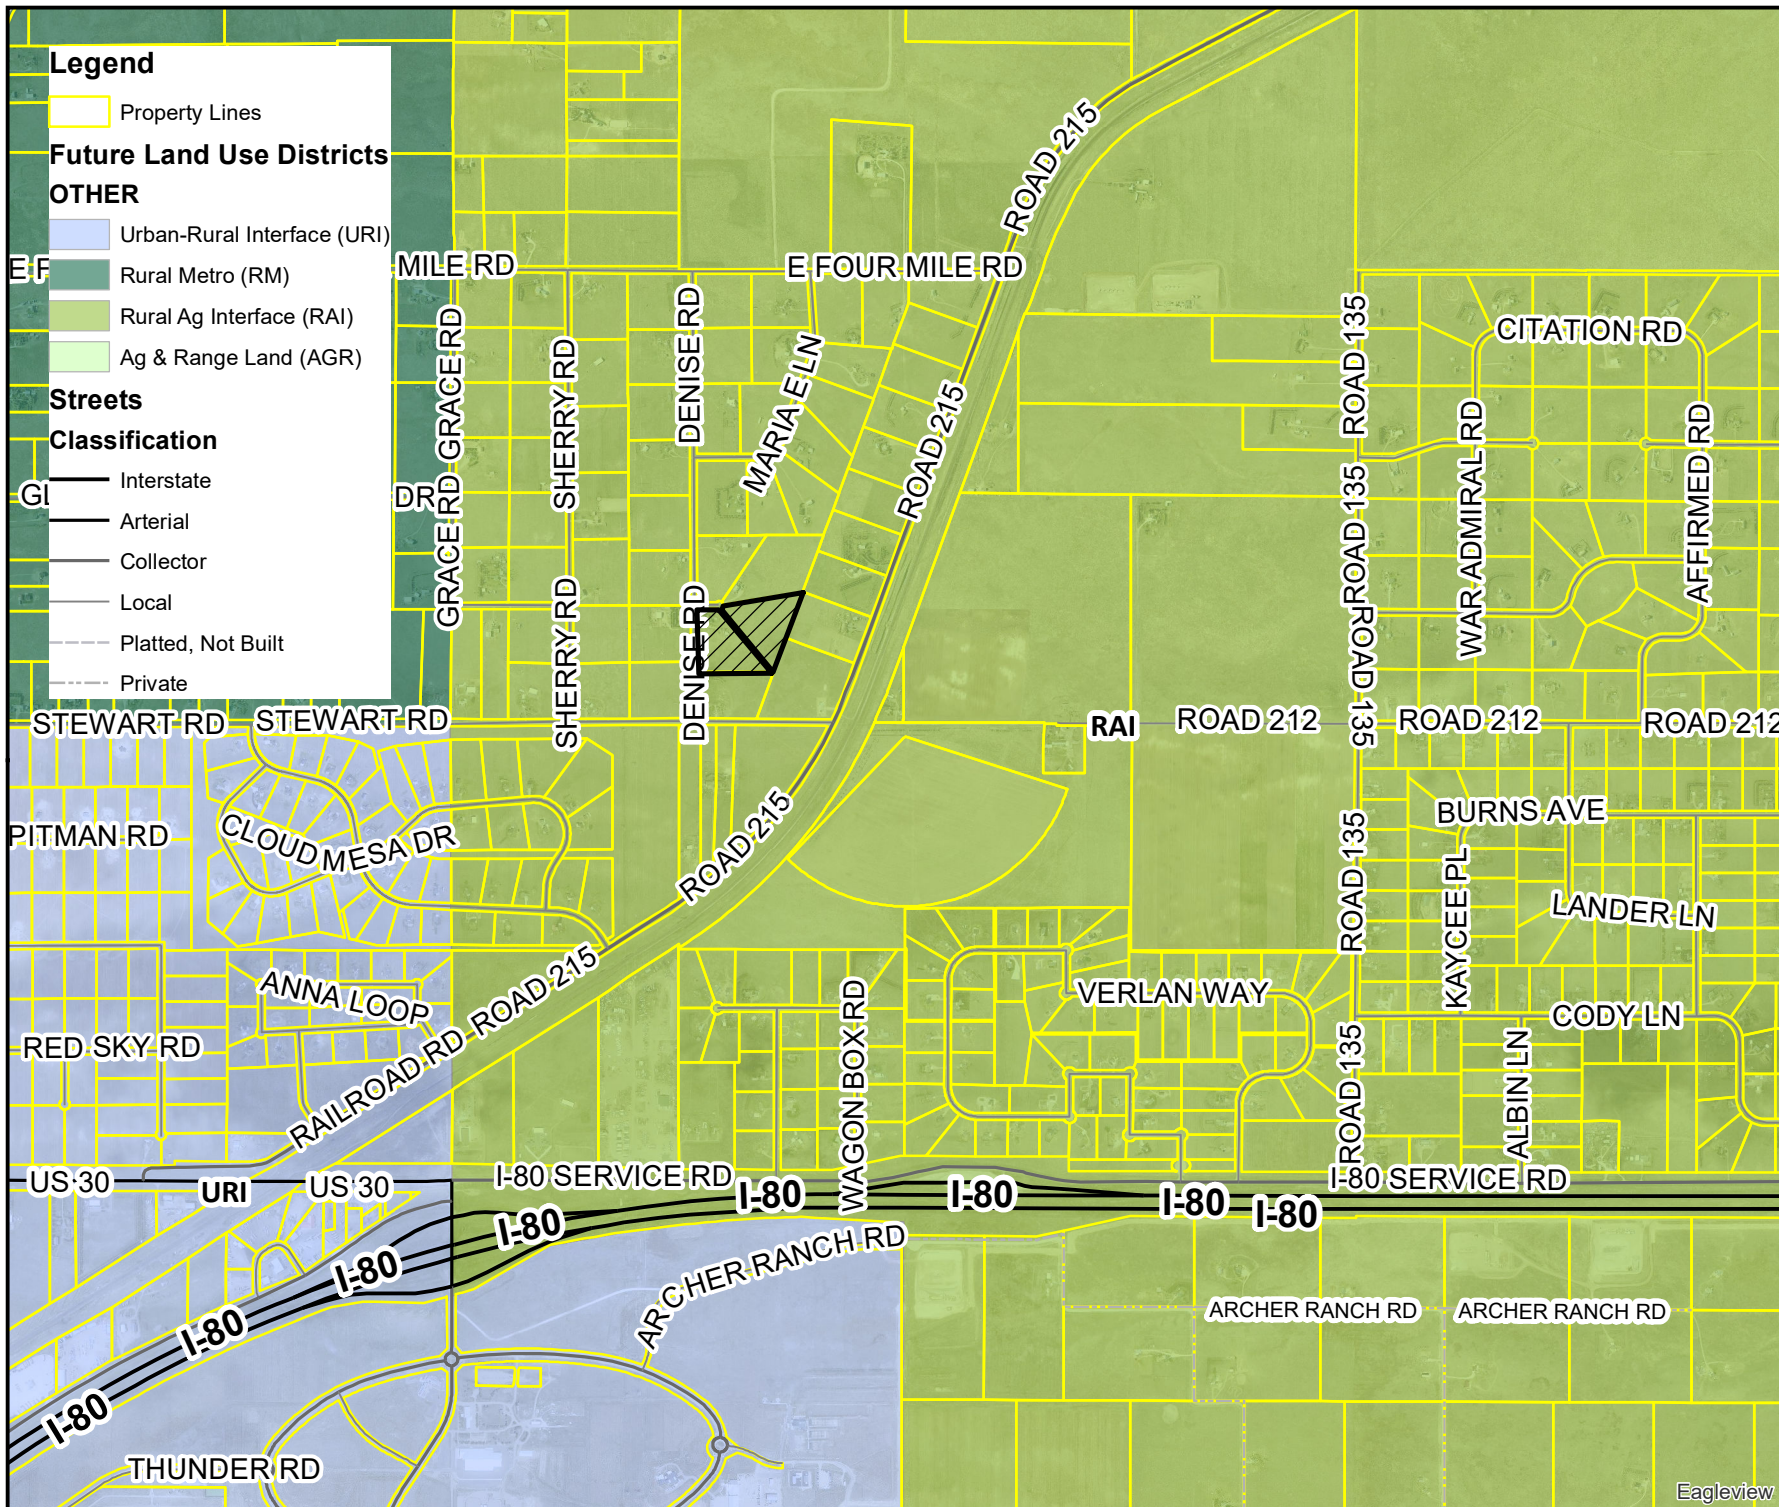 Legend
Property Lines
Future Land Use Districts
OTHER
Urban-Rural Interface (URI)
Rural Metro (RM)
Rural Ag Interface (RAI)
Ag & Range Land (AGR)
Streets
Classification
Interstate
Arterial
Collector
Local
Platted, Not Built
Private
ROAD 215
E F
MILE RD
E FOUR MILE RD
GRACE RD
SHERRY RD
DENISE RD
MARIA E LN
ROAD 215
ROAD 135
CITATION RD
WAR ADMIRAL RD
AFFIRMED RD
GL
DR
GRACE RD
SHERRY RD
DENISE RD
ROAD 135
ROAD 135
STEWART RD
STEWART RD
RAI
ROAD 212
ROAD 212
ROAD 212
PITMAN RD
CLOUD MESA DR
ROAD 215
ROAD 135
BURNS AVE
KAYCEE PL
LANDER LN
ANNA LOOP
ROAD 215
WAGON BOX RD
VERLAN WAY
CODY LN
RED SKY RD
RAILROAD RD
ROAD 135
ALBIN LN
US 30
URI
US 30
I-80 SERVICE RD
I-80 SERVICE RD
I-80
I-80
I-80
I-80
I-80
I-80
I-80
I-80
ARCHER RANCH RD
ARCHER RANCH RD
ARCHER RANCH RD
THUNDER RD
Eagleview